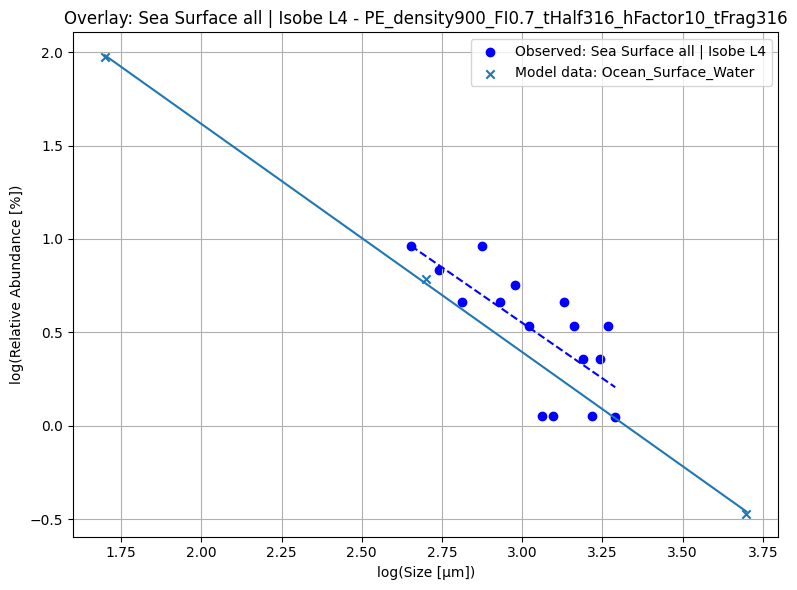 Overlay: Sea Surface all | Isobe L4 - PE_density900_FI0.7_tHalf316_hFactor10_tFrag316
Observed: Sea Surface all | Isobe L4
Model data: Ocean_Surface_Water
2.0
1.5
1.0
0.5
0.0
−0.5
log(Relative Abundance [%])
1.75 2.00 2.25 2.50 2.75 3.00 3.25 3.50 3.75
log(Size [µm])